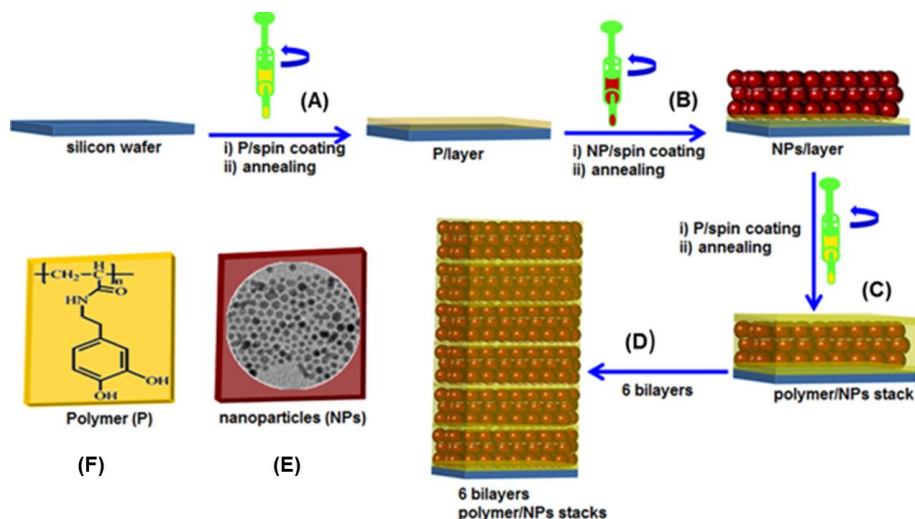 (A)
silicon wafer
i) P/spin coating
ii) annealing
P/layer
(B)
i) NP/spin coating
ii) annealing
NPs/layer
i) P/spin coating
ii) annealing
(C)
polymer/NPs stack
(D)
6 bilayers
6 bilayers
polymer/NPs stacks
CH₂
H
C
n
O
HN
OH
OH
Polymer (P)
(F)
nanoparticles (NPs)
(E)